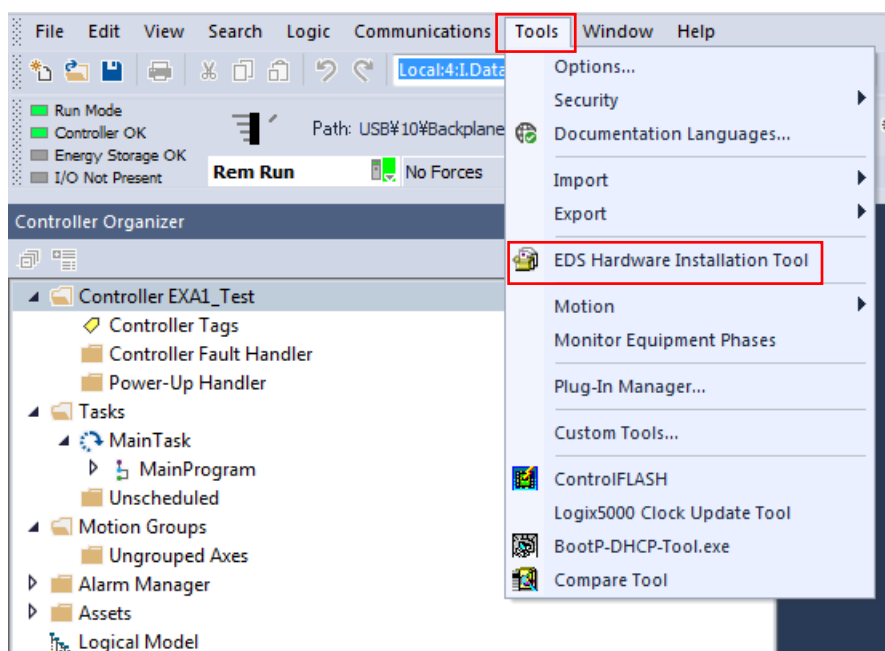 File Edit View Search Logic Communications Tools Window Help
Local:4:I.Data
Run Mode
Controller OK
Energy Storage OK
I/O Not Present
Path: USB¥10¥Backplane
Rem Run
No Forces
Controller Organizer
Controller EXA1_Test
Controller Tags
Controller Fault Handler
Power-Up Handler
Tasks
MainTask
MainProgram
Unscheduled
Motion Groups
Ungrouped Axes
Alarm Manager
Assets
Logical Model
Options...
Security
Documentation Languages...
Import
Export
EDS Hardware Installation Tool
Motion
Monitor Equipment Phases
Plug-In Manager...
Custom Tools...
ControlFLASH
Logix5000 Clock Update Tool
BootP-DHCP-Tool.exe
Compare Tool